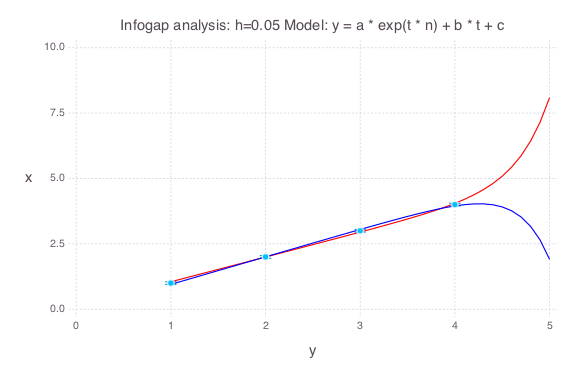 Infogap analysis: h=0.05 Model: y = a * exp(t * n) + b * t + c
10.0
7.5
x
5.0
2.5
0.0
0 1 2 3 4 5
y